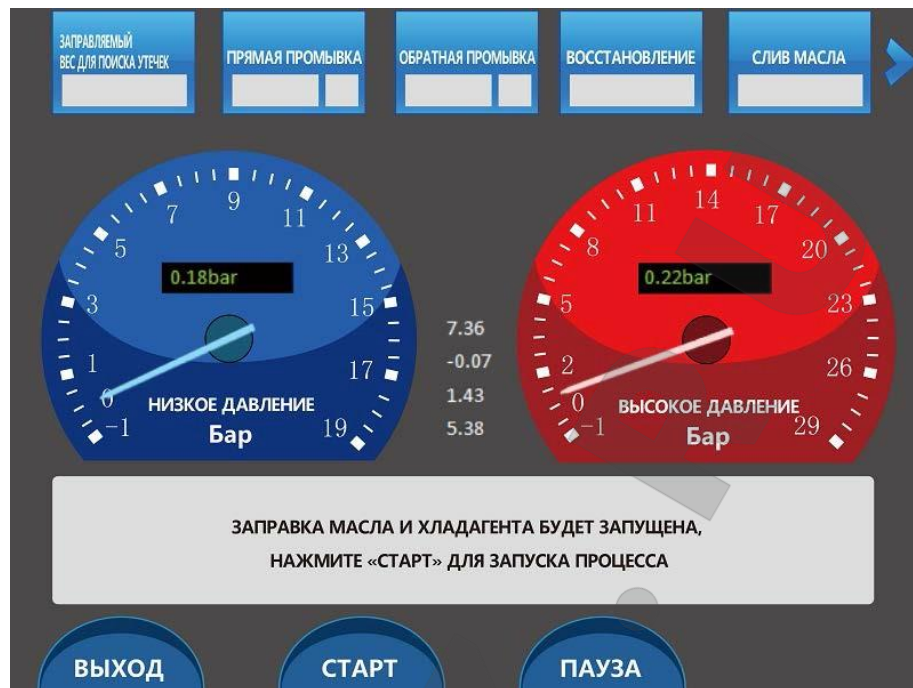 ЗАПРАВЛЯЕМЫЙ
ВЕС ДЛЯ ПОИСКА УТЕЧЕК
ПРЯМАЯ ПРОМЫВКА
ОБРАТНАЯ ПРОМЫВКА
ВОССТАНОВЛЕНИЕ
СЛИВ МАСЛА
-1
0
1
3
5
7
9
11
13
15
17
19
0.18bar
НИЗКОЕ ДАВЛЕНИЕ
Бар
7.36
-0.07
1.43
5.38
-1
0
2
5
8
11
14
17
20
23
26
29
0.22bar
ВЫСОКОЕ ДАВЛЕНИЕ
Бар
ЗАПРАВКА МАСЛА И ХЛАДАГЕНТА БУДЕТ ЗАПУЩЕНА,
НАЖМИТЕ «СТАРТ» ДЛЯ ЗАПУСКА ПРОЦЕССА
ВЫХОД
СТАРТ
ПАУЗА